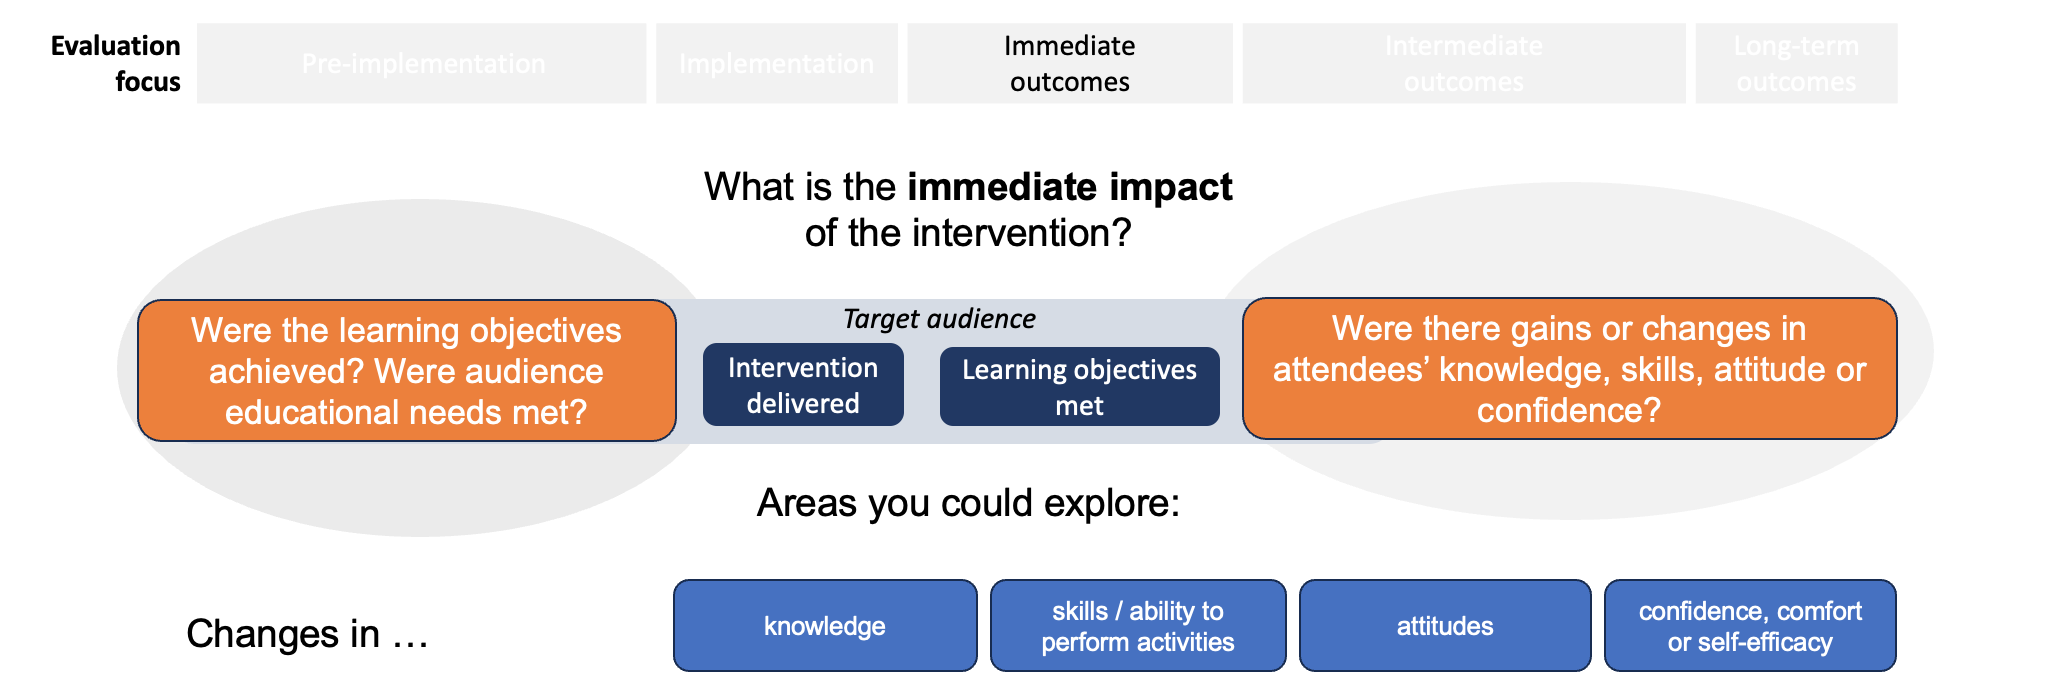 Evaluation
focus
Pre-implementation
Implementation
Immediate
outcomes
Intermediate
outcomes
Long-term
outcomes
What is the immediate impact
of the intervention?
Were the learning objectives
achieved? Were audience
educational needs met?
Target audience
Intervention
delivered
Learning objectives
met
Were there gains or changes in
attendees’ knowledge, skills, attitude or
confidence?
Areas you could explore:
Changes in …
knowledge
skills / ability to
perform activities
attitudes
confidence, comfort
or self-efficacy